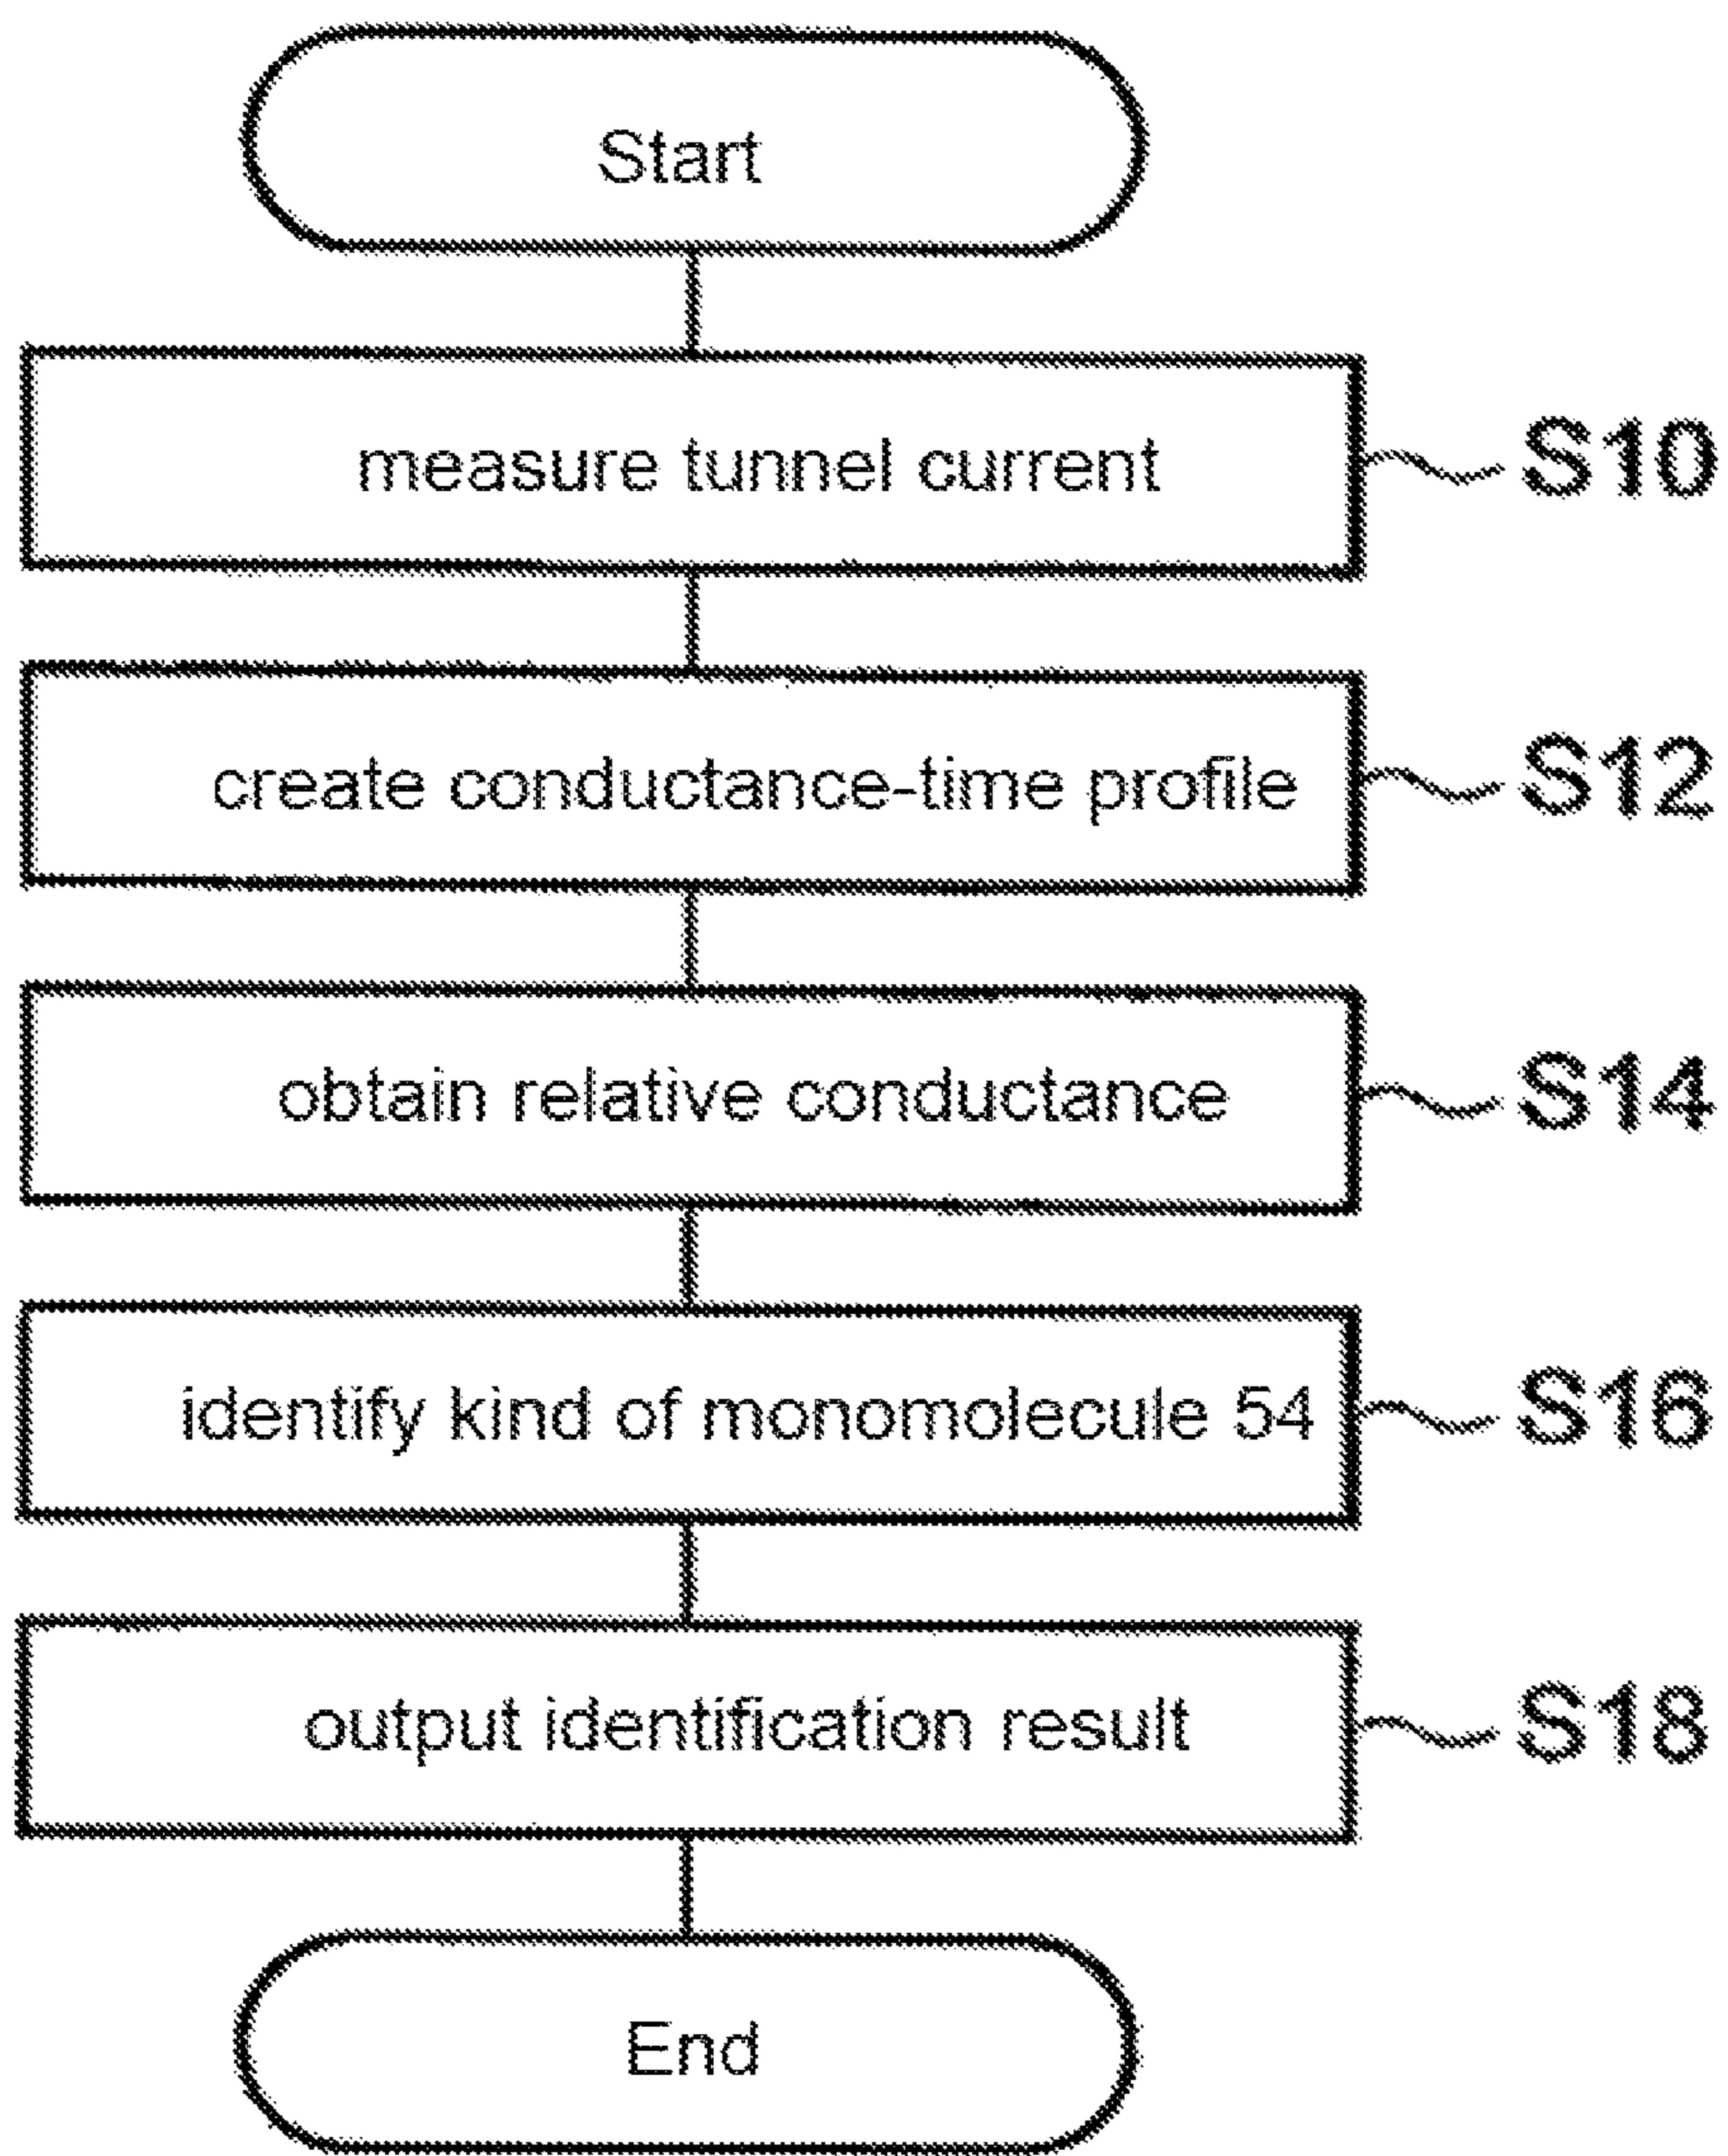 Start
measure tunnel current S10
create conductance-time profile S12
obtain relative conductance S14
identify kind of monomolecule 54 S16
output identification result S18
End